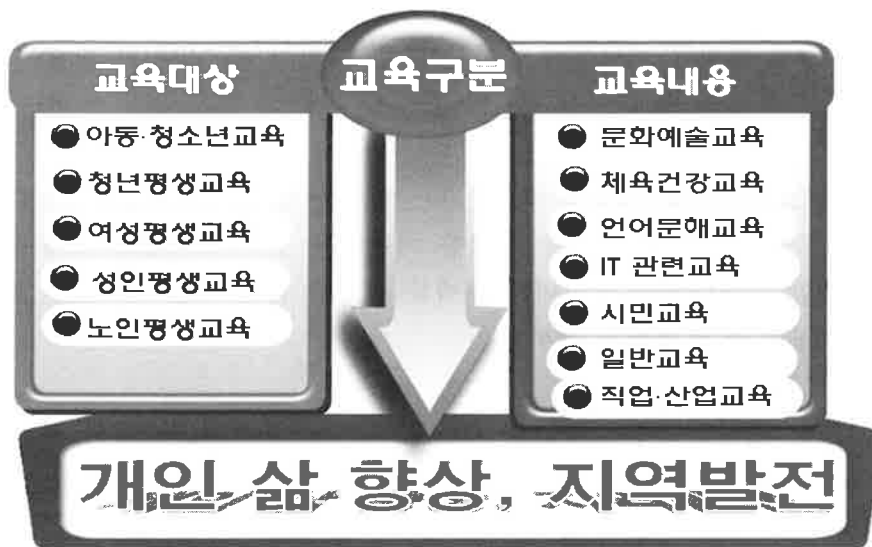 교육대상
아동·청소년교육
청년평생교육
여성평생교육
성인평생교육
노인평생교육
교육구분
교육내용
문화예술교육
체육건강교육
언어문해교육
IT 관련교육
시민교육
일반교육
직업·산업교육
개인 삶 향상, 지역발전